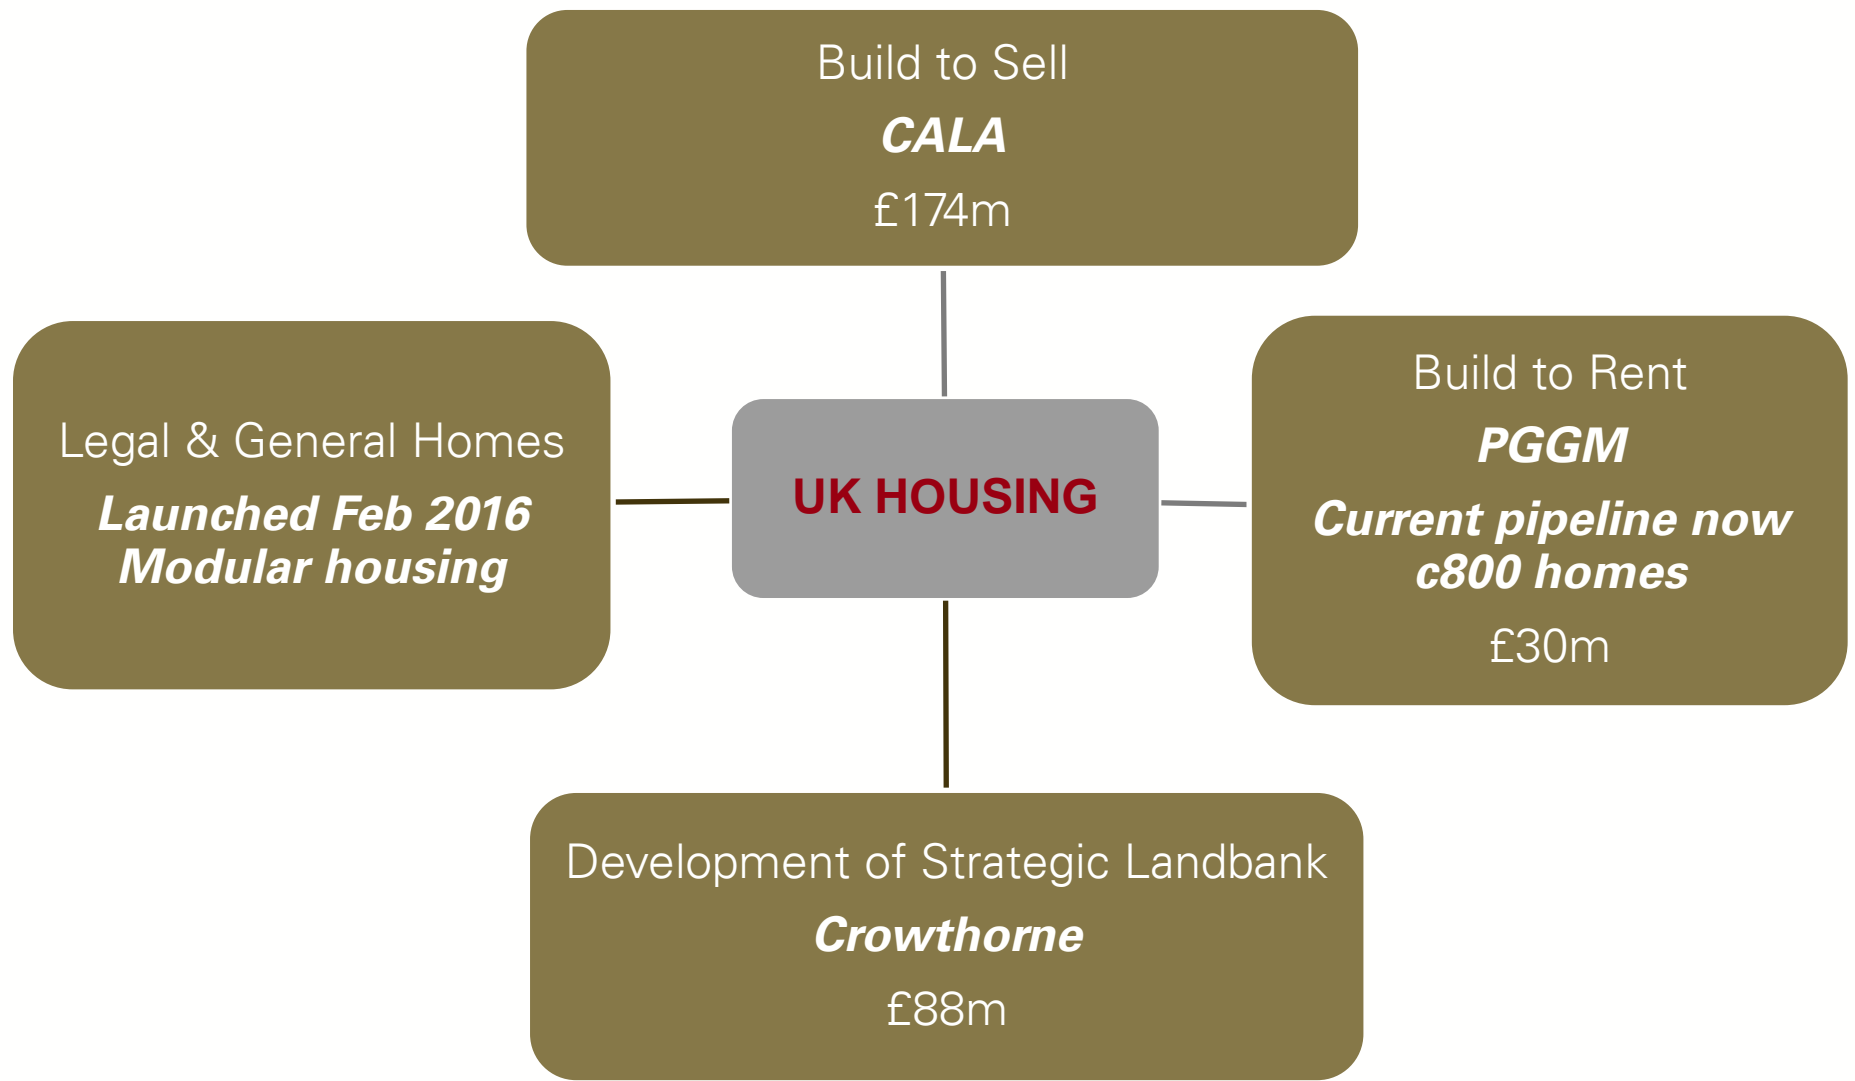 Build to Sell
CALA
£174m
Legal & General Homes
Launched Feb 2016
Modular housing
UK HOUSING
Build to Rent
PGGM
Current pipeline now
c800 homes
£30m
Development of Strategic Landbank
Crowthorne
£88m